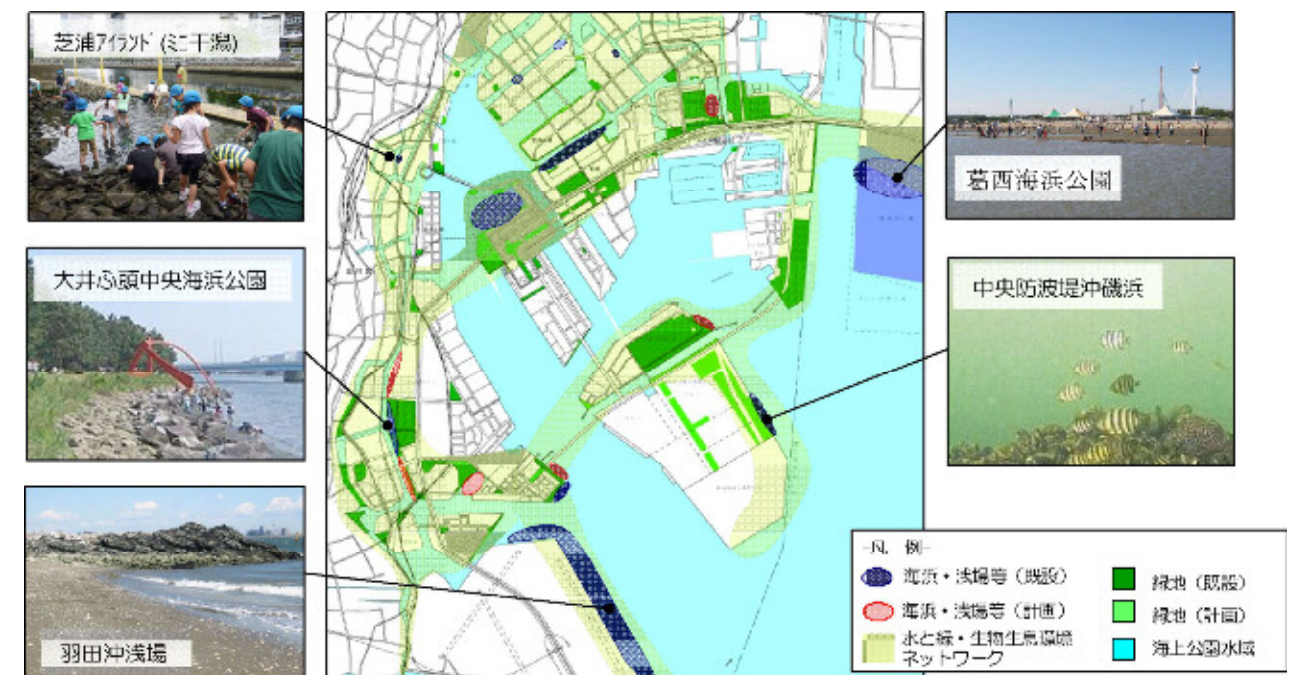 芝浦アイランド(ミニ干潟)
大井ふ頭中央海浜公園
羽田沖浅場
葛西海浜公園
中央防波堤沖磯浜
-凡 例-
海浜・浅場等（既設）
海浜・浅場等（計画）
水と緑・生物生息環境
ネットワーク
緑地（既設）
緑地（計画）
海上公園水域